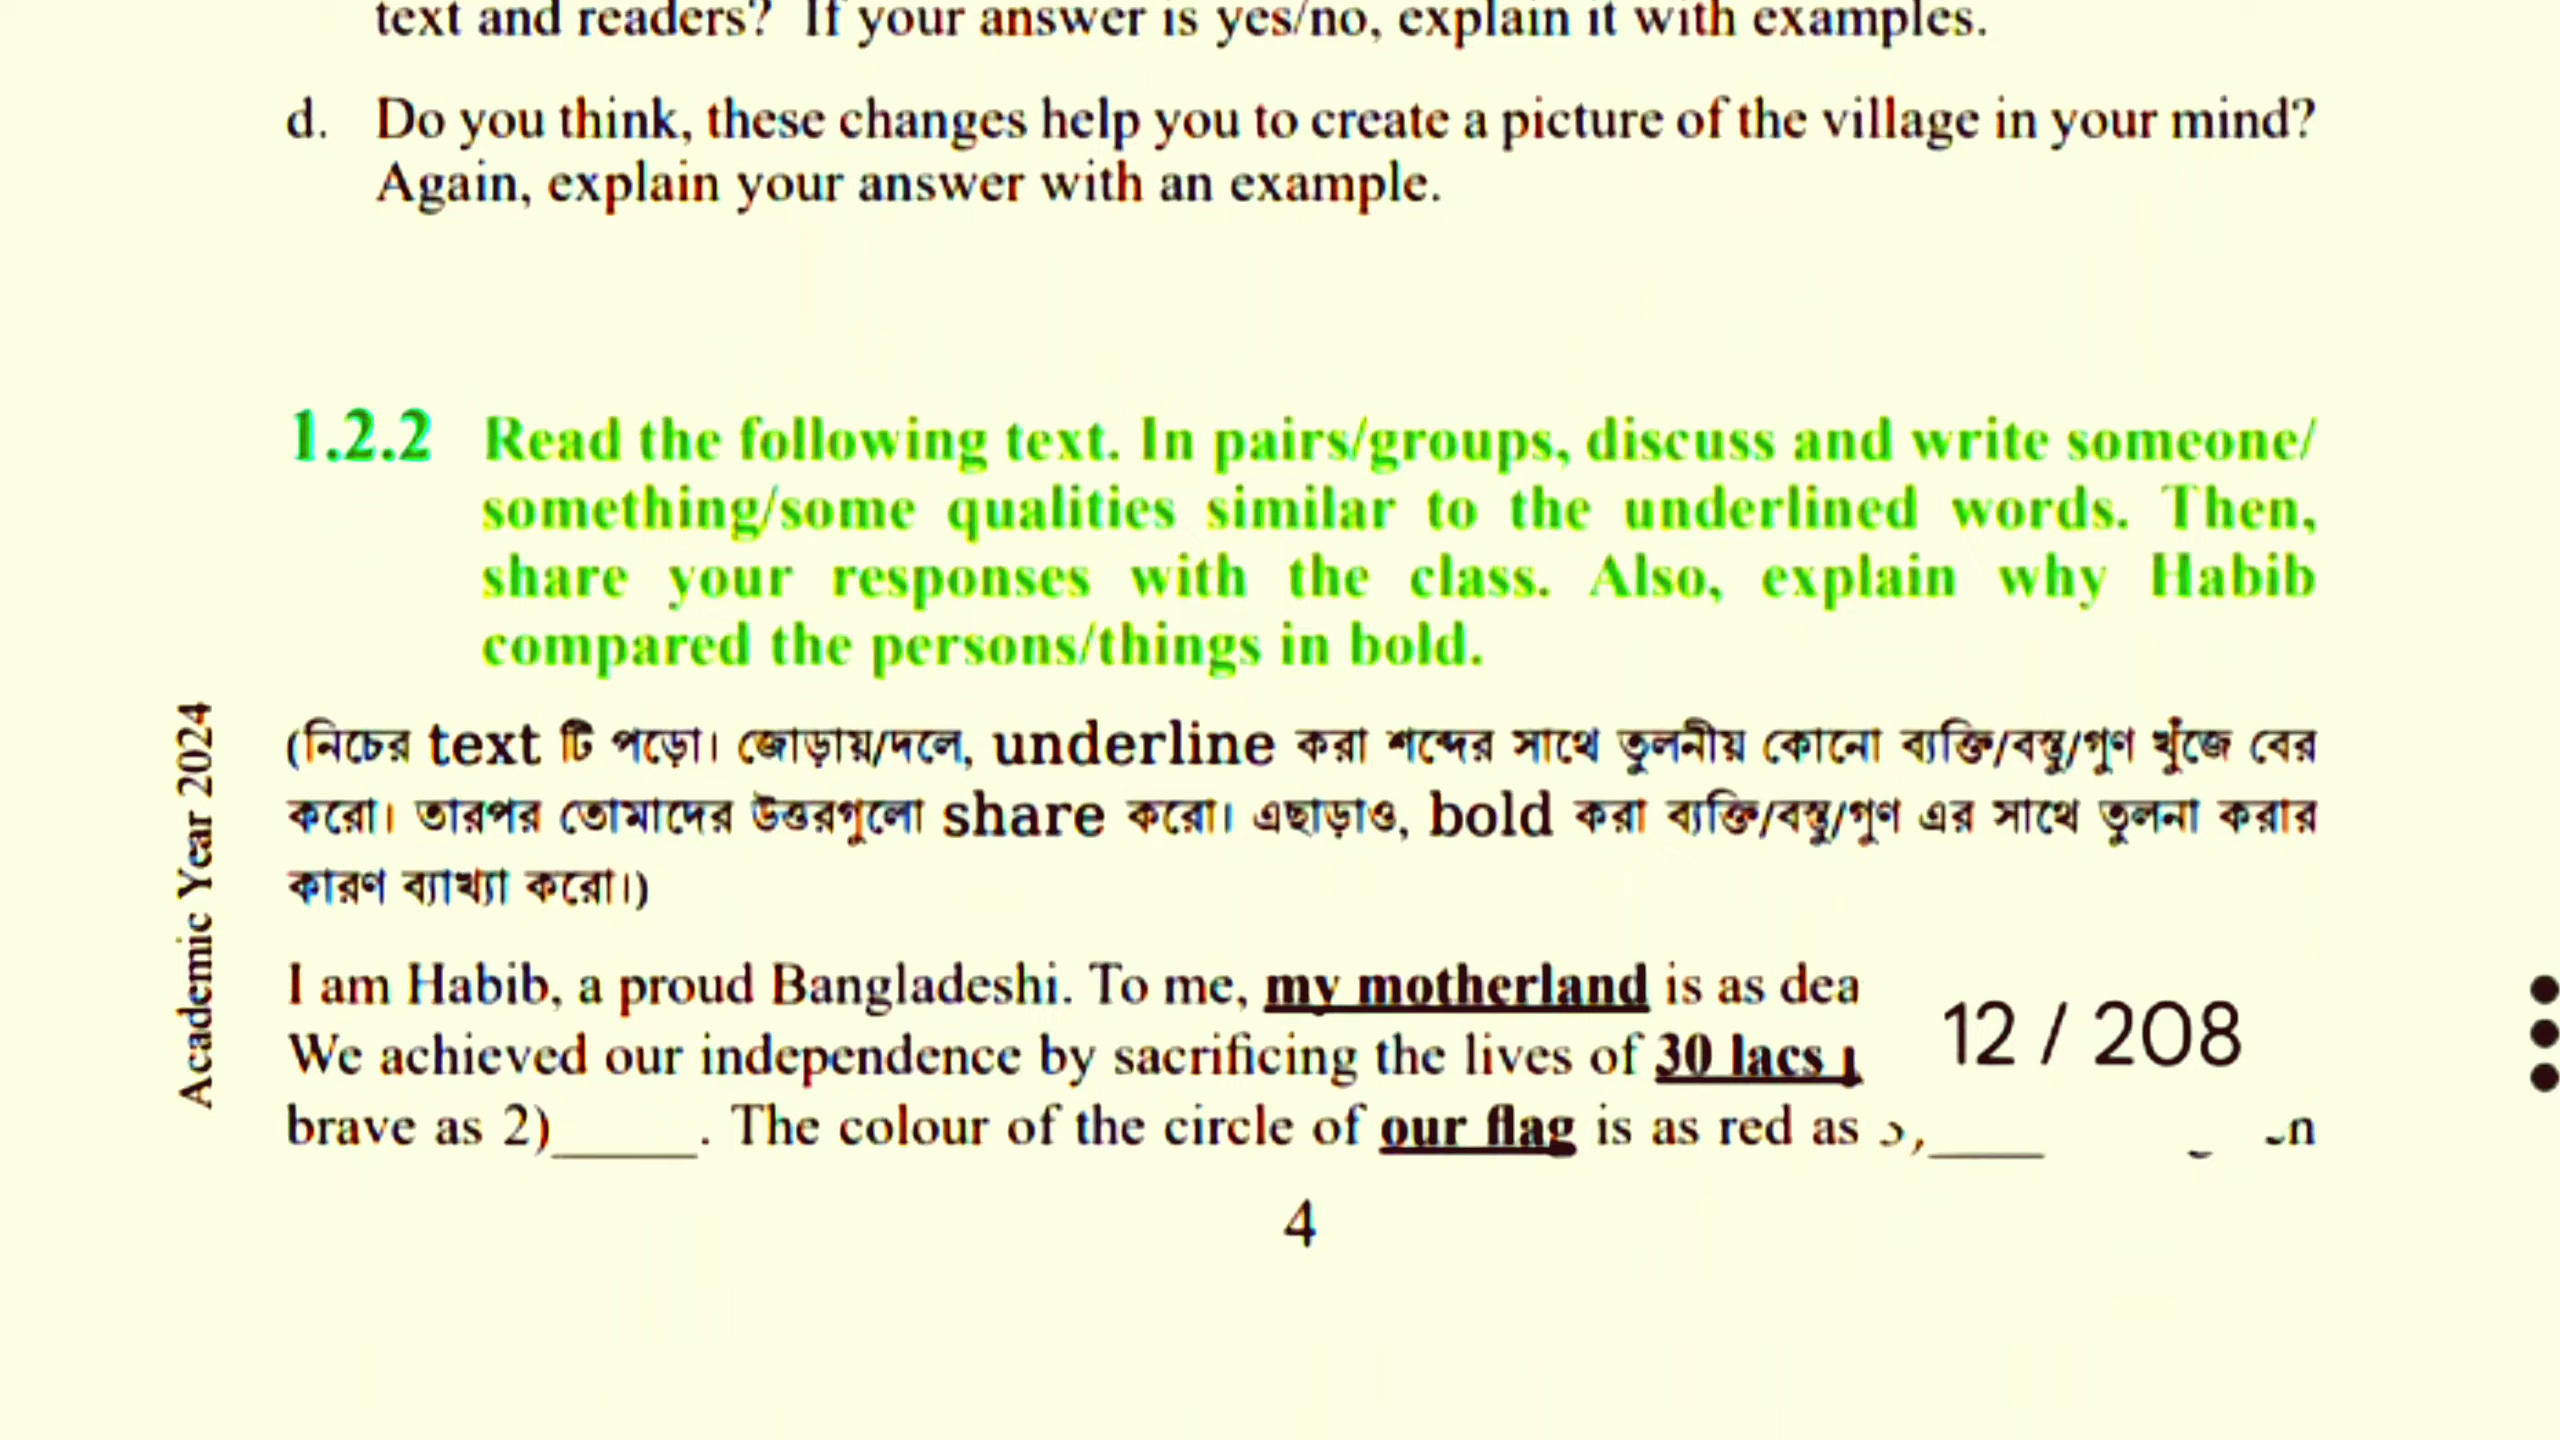 text and readers? If your answer is yes/no, explain it with examples.
d. Do you think, these changes help you to create a picture of the village in your mind?
Again, explain your answer with an example.
1.2.2 Read the following text. In pairs/groups, discuss and write someone/
something/some qualities similar to the underlined words. Then,
share your responses with the class. Also, explain why Habib
compared the persons/things in bold.
(নিচের text টি পড়ো। জোড়ায়/দলে, underline করা শব্দের সাথে তুলনীয় কোনো ব্যক্তি/বস্তু/গুণ খুঁজে বের
করো। তারপর তোমাদের উত্তরগুলো share করো। এছাড়াও, bold করা ব্যক্তি/বস্তু/গুণ এর সাথে তুলনা করার
কারণ ব্যাখ্যা করো।)
Academic Year 2024
I am Habib, a proud Bangladeshi. To me, my motherland is as dea
We achieved our independence by sacrificing the lives of 30 lacs
12 / 208
brave as 2)_____. The colour of the circle of our flag is as red as
4